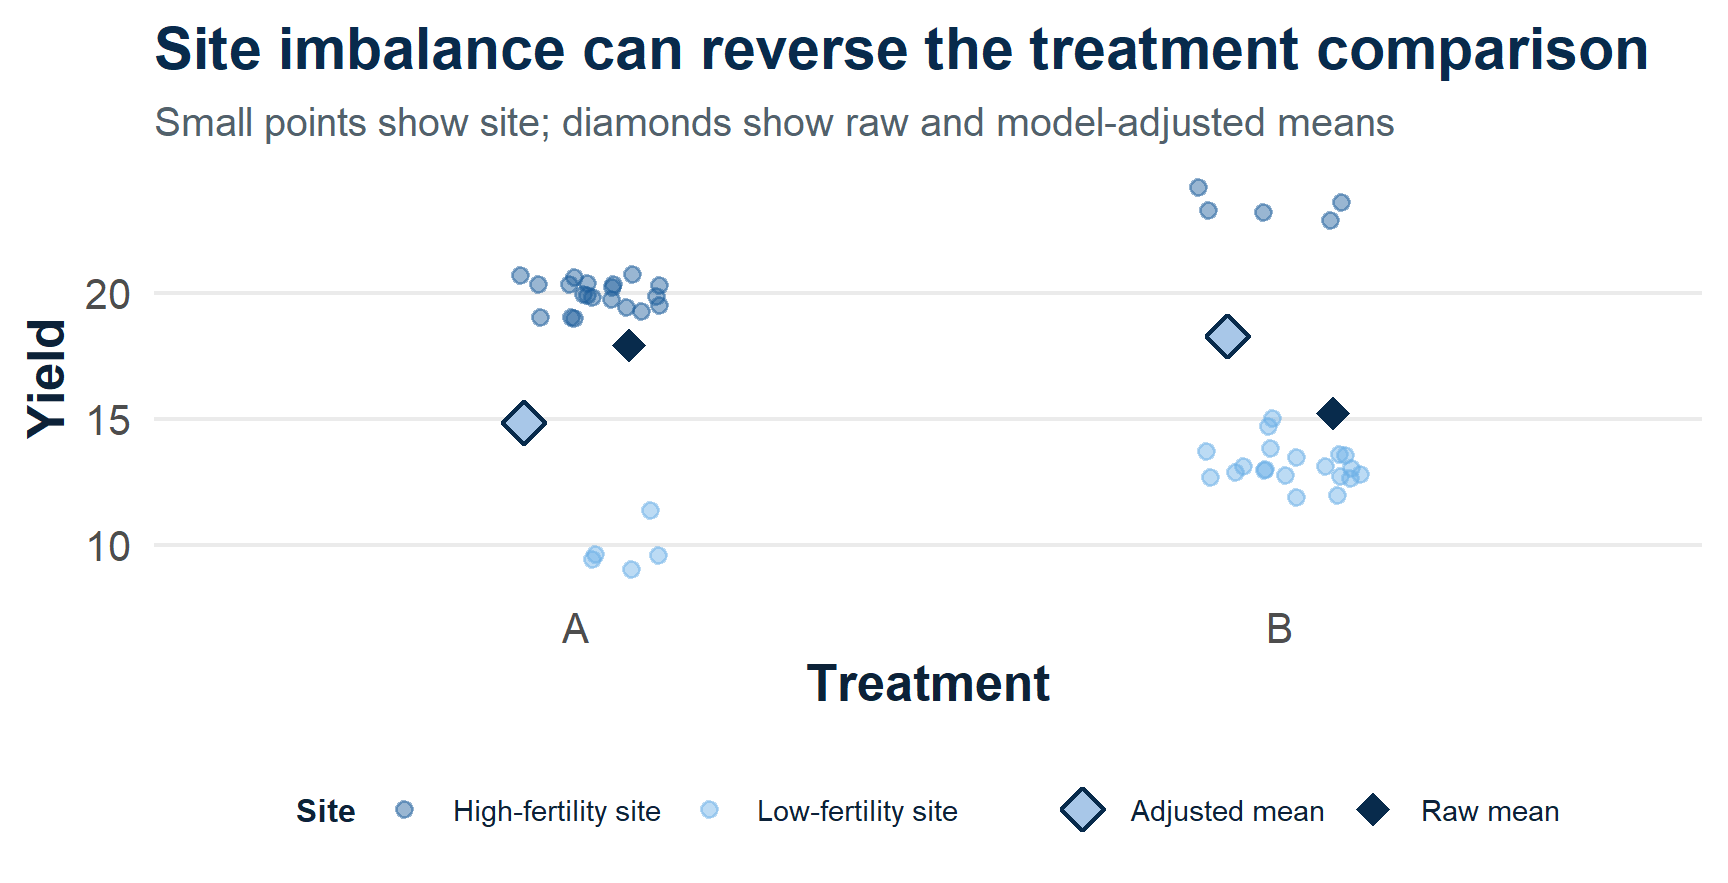 Site imbalance can reverse the treatment comparison
Small points show site; diamonds show raw and model-adjusted means
Yield
20
15
10
A B
Treatment
Site High-fertility site Low-fertility site Adjusted mean Raw mean